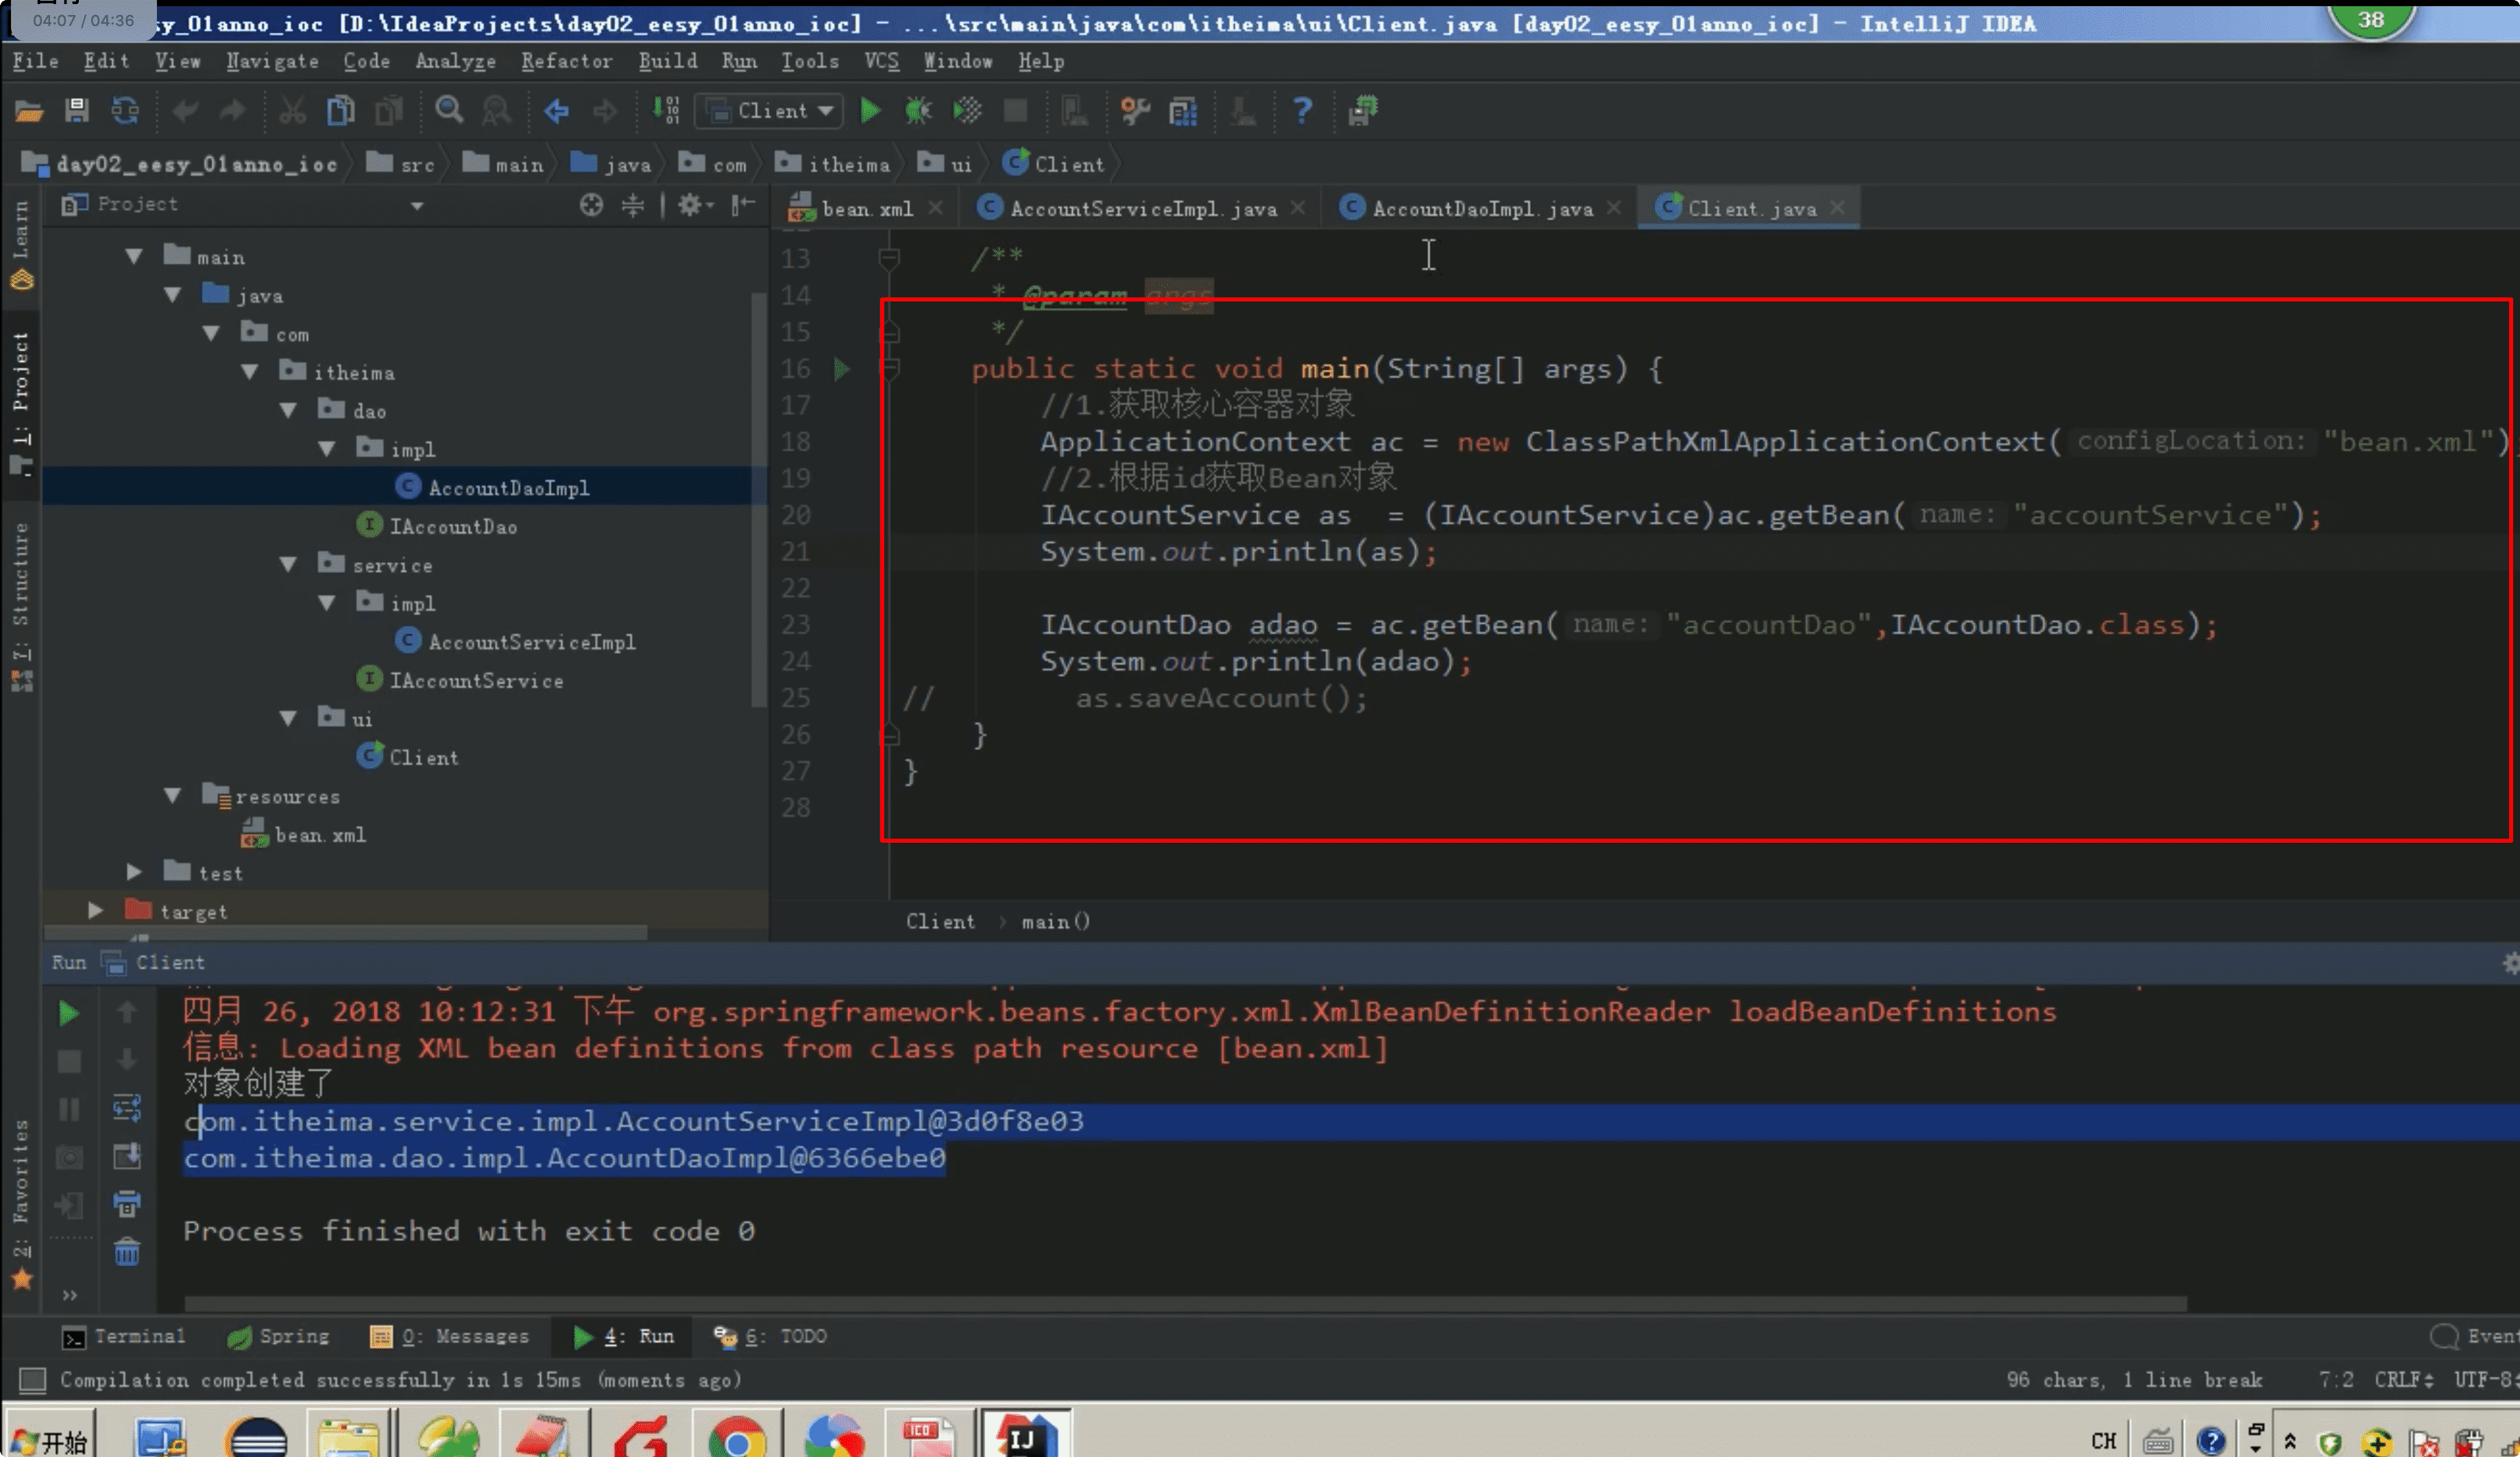 04:07 / 04:36
sy_01anno_ioc [D:\IdeaProjects\day02_eesy_01anno_ioc] - ...\src\main\java\com\itheima\ui\Client.java [day02_eesy_01anno_ioc] - IntelliJ IDEA
38
File Edit View Navigate Code Analyze Refactor Build Run Tools VCS Window Help
Client
day02_eesy_01anno_ioc src main java com itheima ui Client
Project
bean.xml AccountServiceImpl.java AccountDaoImpl.java Client.java
Learn
1: Project
7: Structure
2: Favorites
main
java
com
itheima
dao
impl
AccountDaoImpl
IAccountDao
service
impl
AccountServiceImpl
IAccountService
ui
Client
resources
bean.xml
test
target
13 /**
14 * @param args
15 */
16 public static void main(String[] args) {
17 //1.获取核心容器对象
18 ApplicationContext ac = new ClassPathXmlApplicationContext( configLocation: "bean.xml")
19 //2.根据id获取Bean对象
20 IAccountService as  = (IAccountService)ac.getBean( name: "accountService");
21 System.out.println(as);
22
23 IAccountDao adao = ac.getBean( name: "accountDao",IAccountDao.class);
24 System.out.println(adao);
25 // as.saveAccount();
26 }
27 }
28
Client main()
Run Client
四月 26, 2018 10:12:31 下午 org.springframework.beans.factory.xml.XmlBeanDefinitionReader loadBeanDefinitions
信息: Loading XML bean definitions from class path resource [bean.xml]
对象创建了
com.itheima.service.impl.AccountServiceImpl@3d0f8e03
com.itheima.dao.impl.AccountDaoImpl@6366ebe0
Process finished with exit code 0
Terminal Spring 0: Messages 4: Run 6: TODO Event
Compilation completed successfully in 1s 15ms (moments ago) 96 chars, 1 line break 7:2 CRLF UTF-8
开始 ICO IJ CH